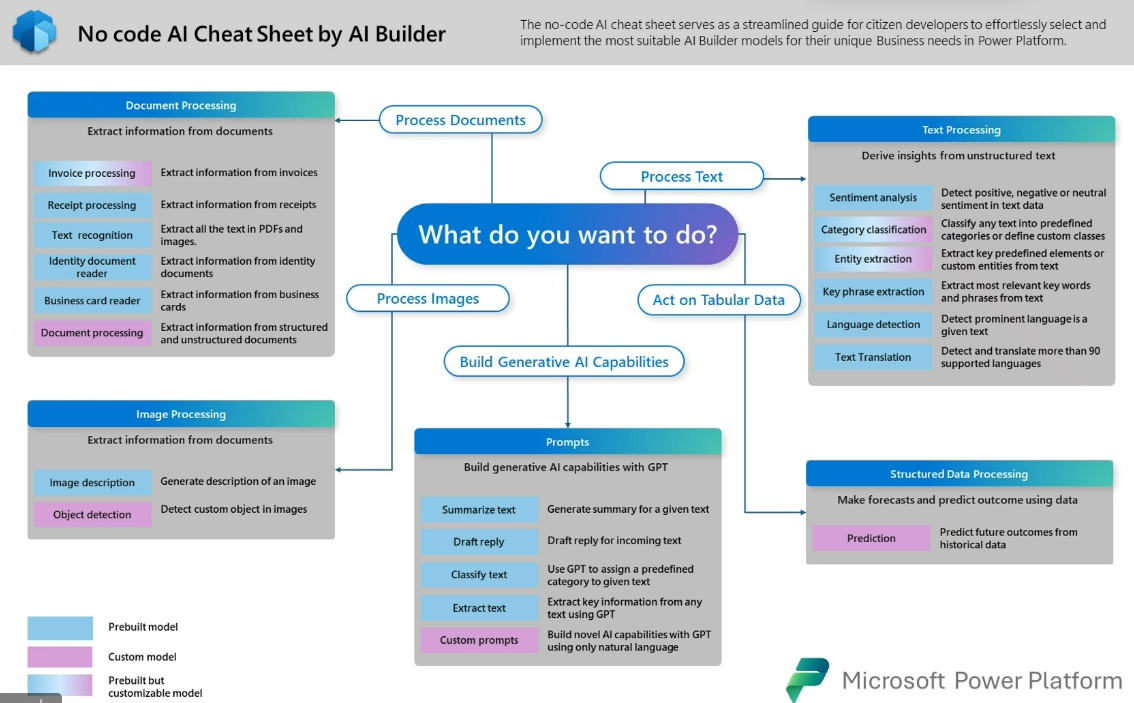 No code AI Cheat Sheet by AI Builder
The no-code AI cheat sheet serves as a streamlined guide for citizen developers to effortlessly select and
implement the most suitable AI Builder models for their unique Business needs in Power Platform.
Document Processing
Extract information from documents
Invoice processing
Extract information from invoices
Receipt processing
Extract information from receipts
Text recognition
Extract all the text in PDFs and
images.
Identity document
reader
Extract information from identity
documents
Business card reader
Extract information from business
cards
Document processing
Extract information from structured
and unstructured documents
Process Documents
Process Text
What do you want to do?
Process Images
Act on Tabular Data
Build Generative AI Capabilities
Text Processing
Derive insights from unstructured text
Sentiment analysis
Detect positive, negative or neutral
sentiment in text data
Category classification
Classify any text into predefined
categories or define custom classes
Entity extraction
Extract key predefined elements or
custom entities from text
Key phrase extraction
Extract most relevant key words
and phrases from text
Language detection
Detect prominent language is a
given text
Text Translation
Detect and translate more than 90
supported languages
Image Processing
Extract information from documents
Image description
Generate description of an image
Object detection
Detect custom object in images
Prompts
Build generative AI capabilities with GPT
Summarize text
Generate summary for a given text
Draft reply
Draft reply for incoming text
Classify text
Use GPT to assign a predefined
category to given text
Extract text
Extract key information from any
text using GPT
Custom prompts
Build novel AI capabilities with GPT
using only natural language
Structured Data Processing
Make forecasts and predict outcome using data
Prediction
Predict future outcomes from
historical data
Prebuilt model
Custom model
Prebuilt but
customizable model
Microsoft Power Platform